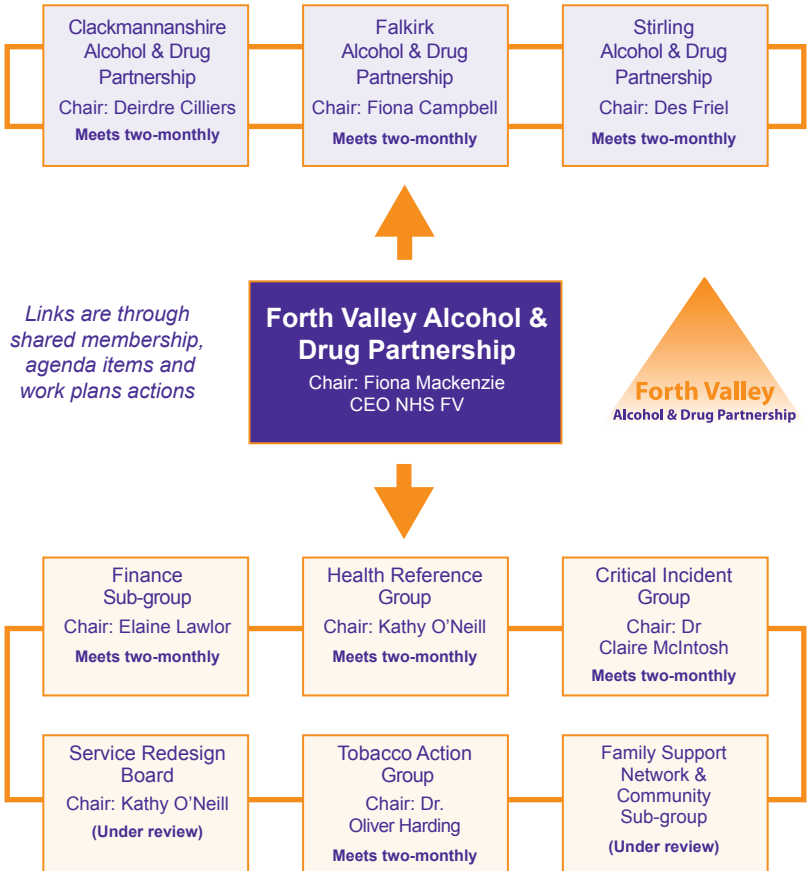 Clackmannanshire
Alcohol & Drug
Partnership
Chair: Deirdre Cilliers
Meets two-monthly
Falkirk
Alcohol & Drug
Partnership
Chair: Fiona Campbell
Meets two-monthly
Stirling
Alcohol & Drug
Partnership
Chair: Des Friel
Meets two-monthly
Links are through
shared membership,
agenda items and
work plans actions
Forth Valley Alcohol &
Drug Partnership
Chair: Fiona Mackenzie
CEO NHS FV
Forth Valley
Alcohol & Drug Partnership
Finance
Sub-group
Chair: Elaine Lawlor
Meets two-monthly
Health Reference
Group
Chair: Kathy O’Neill
Meets two-monthly
Critical Incident
Group
Chair: Dr
Claire McIntosh
Meets two-monthly
Service Redesign
Board
Chair: Kathy O’Neill
(Under review)
Tobacco Action
Group
Chair: Dr.
Oliver Harding
Meets two-monthly
Family Support
Network &
Community
Sub-group
(Under review)